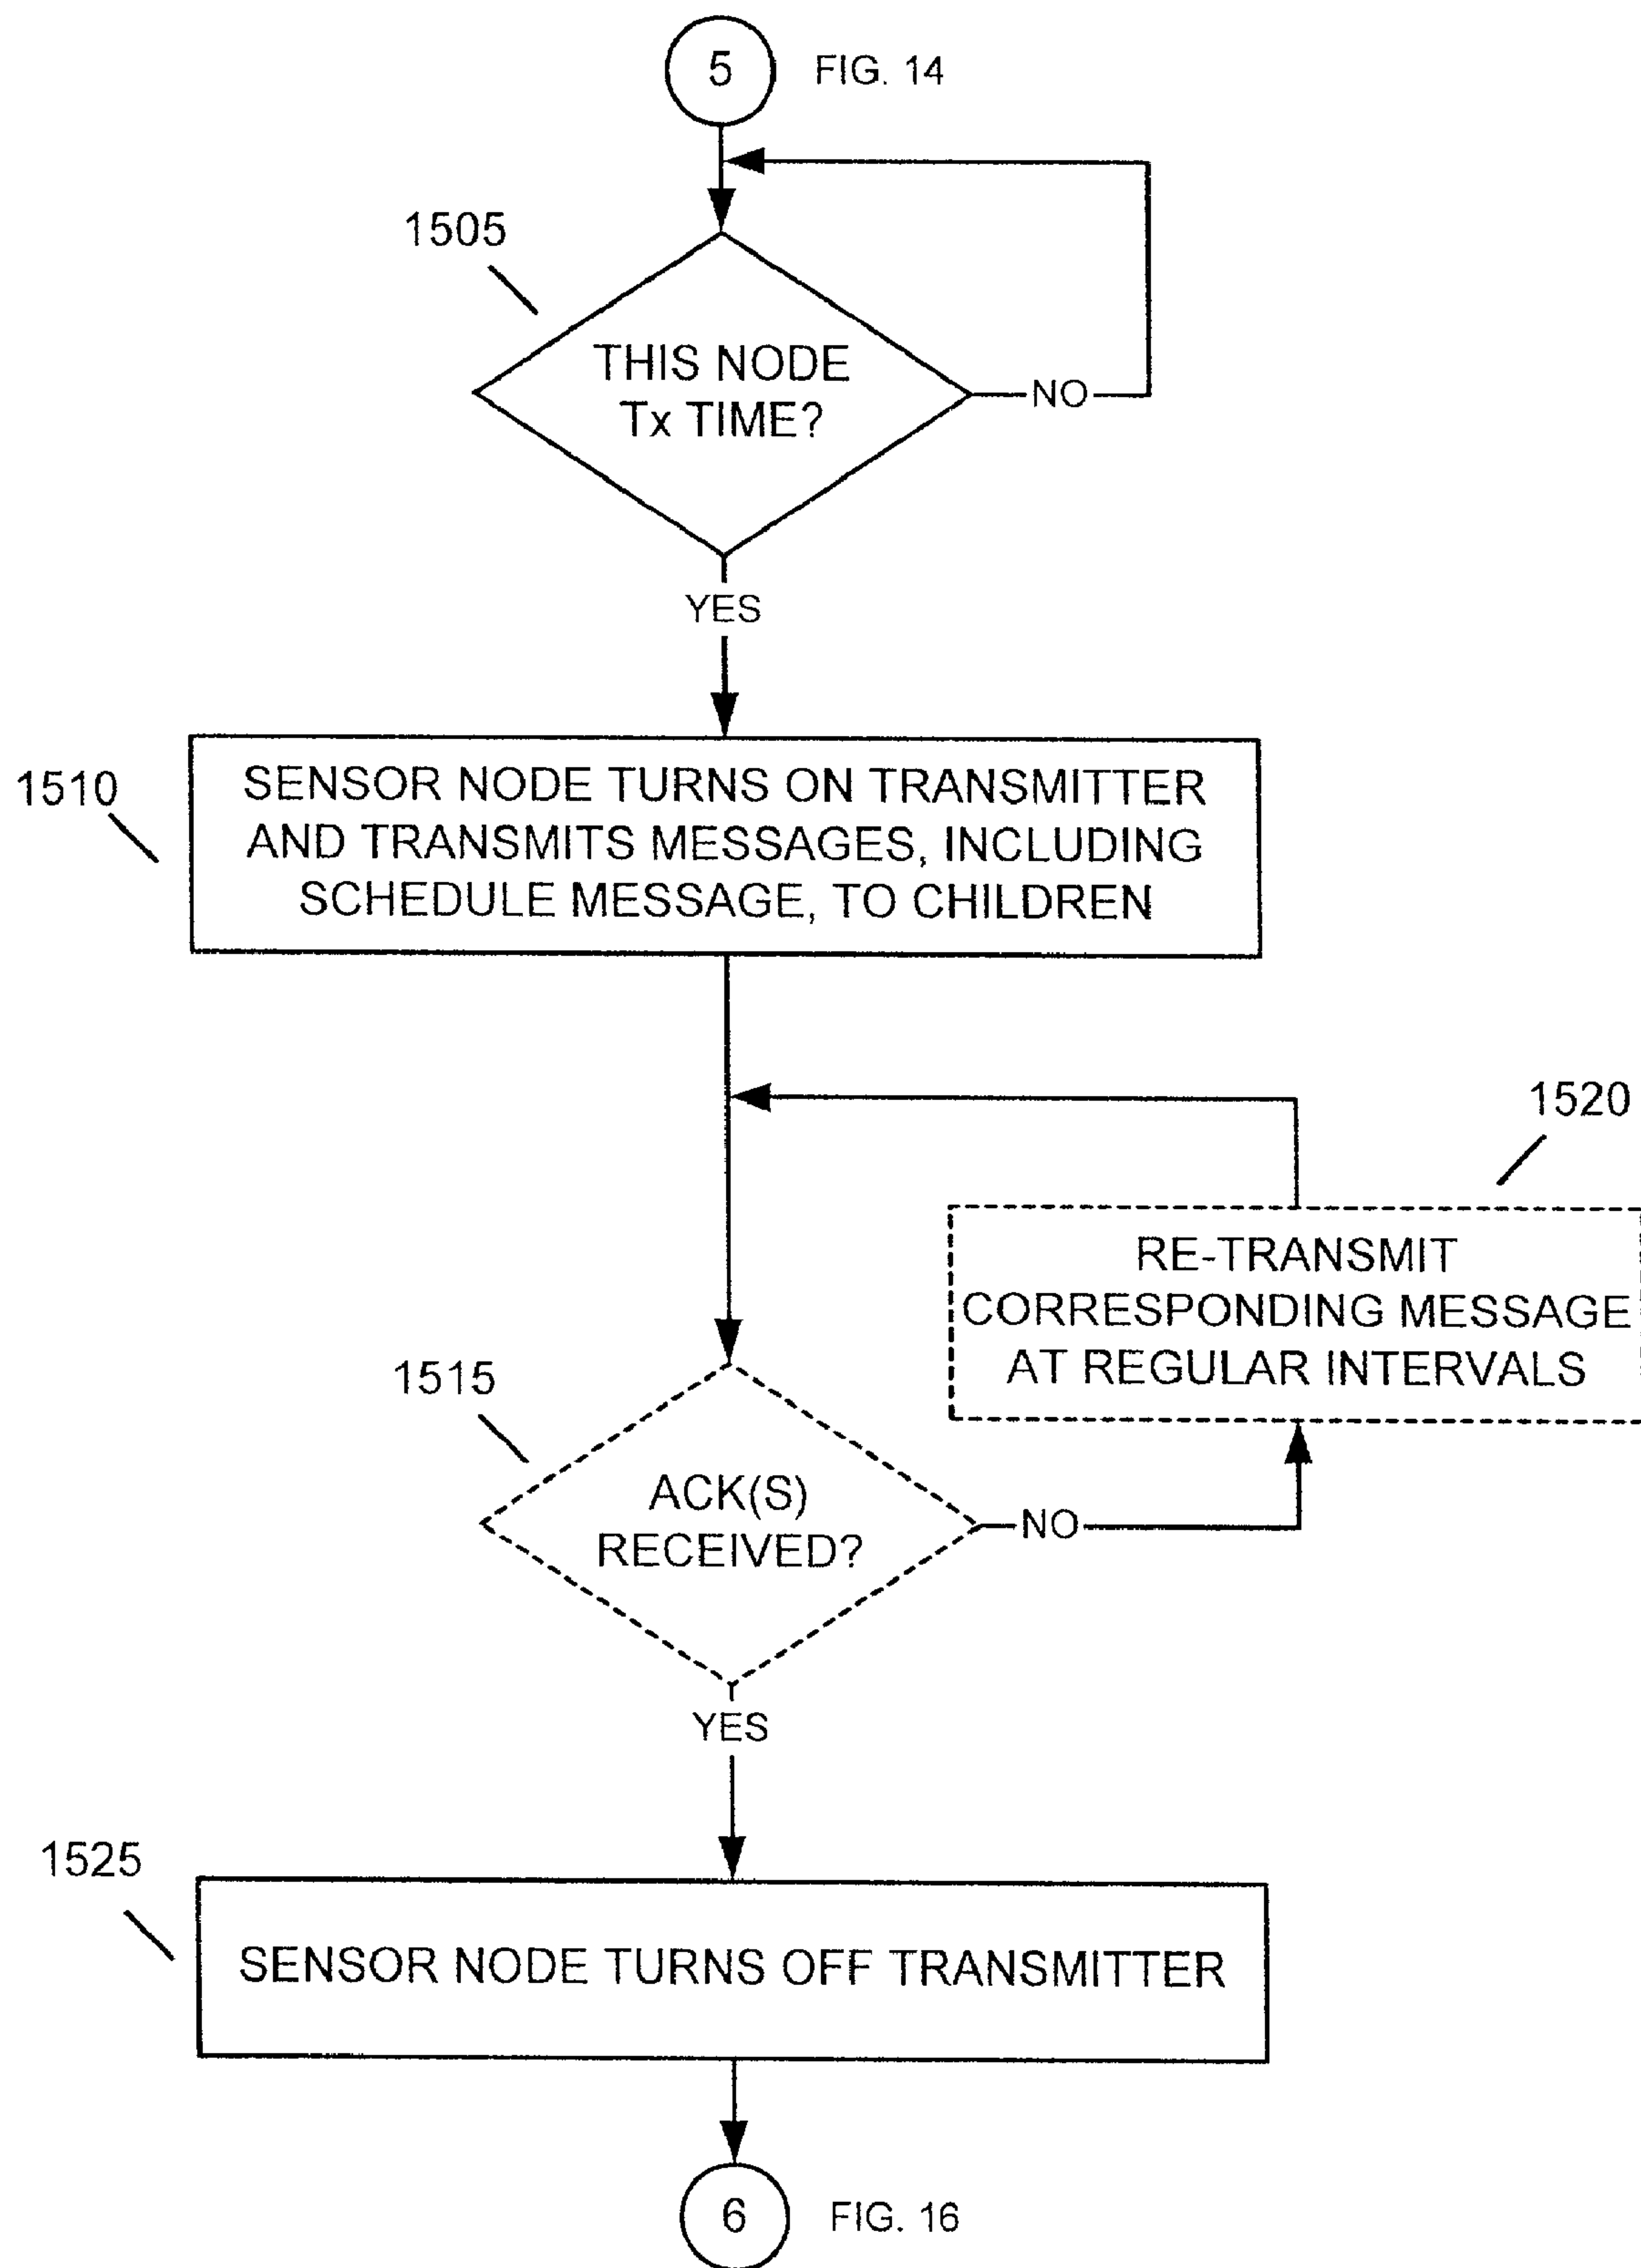 5 FIG. 14
1505
THIS NODE
Tx TIME?
NO
YES
1510
SENSOR NODE TURNS ON TRANSMITTER
AND TRANSMITS MESSAGES, INCLUDING
SCHEDULE MESSAGE, TO CHILDREN
1520
RE-TRANSMIT
CORRESPONDING MESSAGE
AT REGULAR INTERVALS
1515
ACK(S)
RECEIVED?
NO
YES
1525
SENSOR NODE TURNS OFF TRANSMITTER
6 FIG. 16